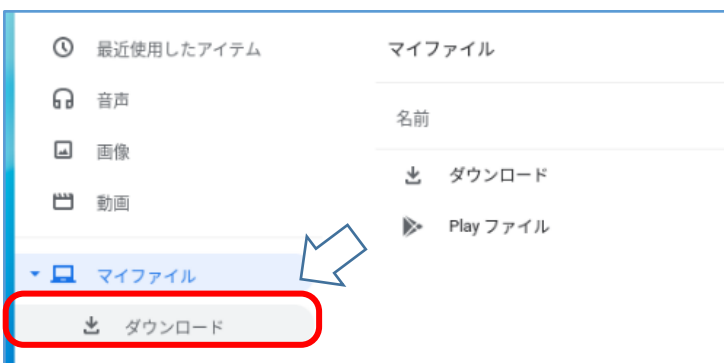 最近使用したアイテム
音声
画像
動画
マイファイル
ダウンロード
マイファイル
名前
ダウンロード
Play ファイル